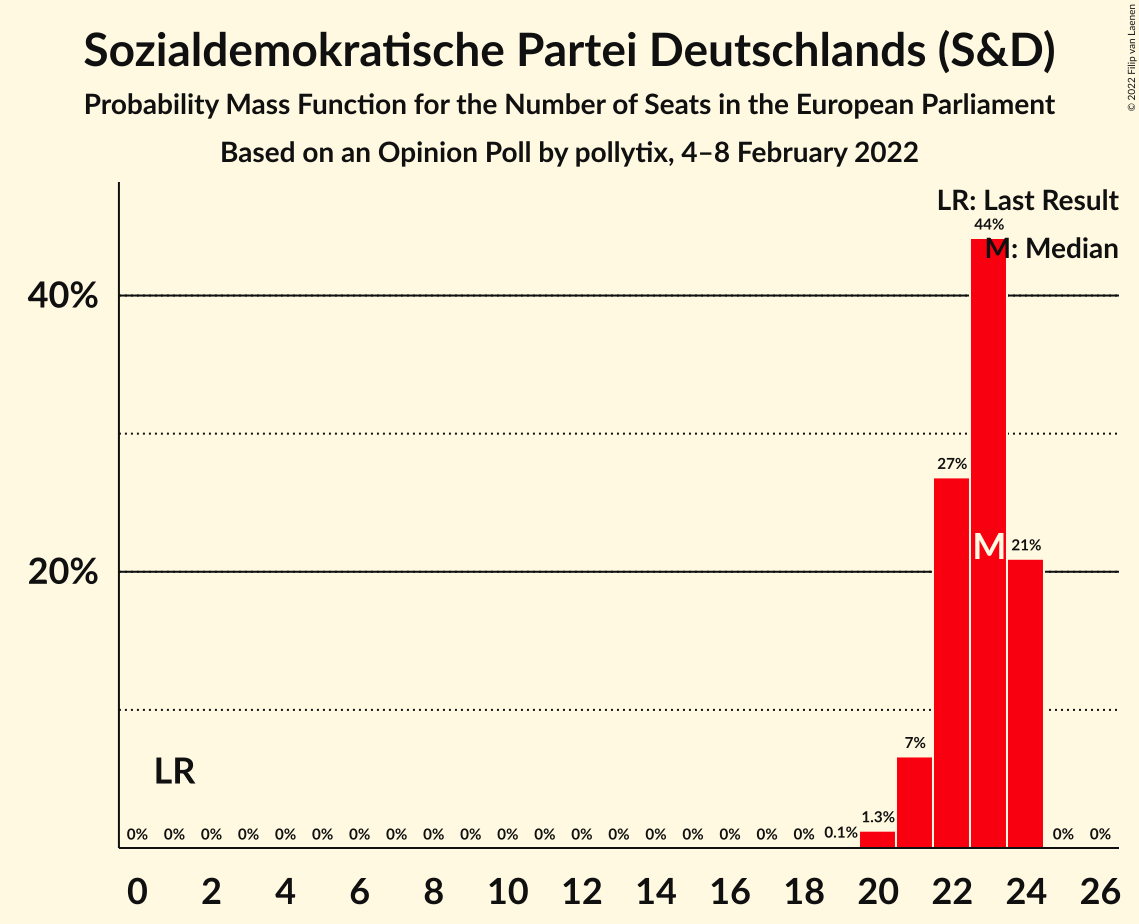 Sozialdemokratische Partei Deutschlands (S&D)
Probability Mass Function for the Number of Seats in the European Parliament
Based on an Opinion Poll by pollytix, 4–8 February 2022
© 2022 Filip van Laenen
LR: Last Result
44%
M: Median
40%
27%
M
21%
20%
7%
LR
1.3%
0% 0% 0% 0% 0% 0% 0% 0% 0% 0% 0% 0% 0% 0% 0% 0% 0% 0% 0% 0.1% 0% 0%
0 2 4 6 8 10 12 14 16 18 20 22 24 26